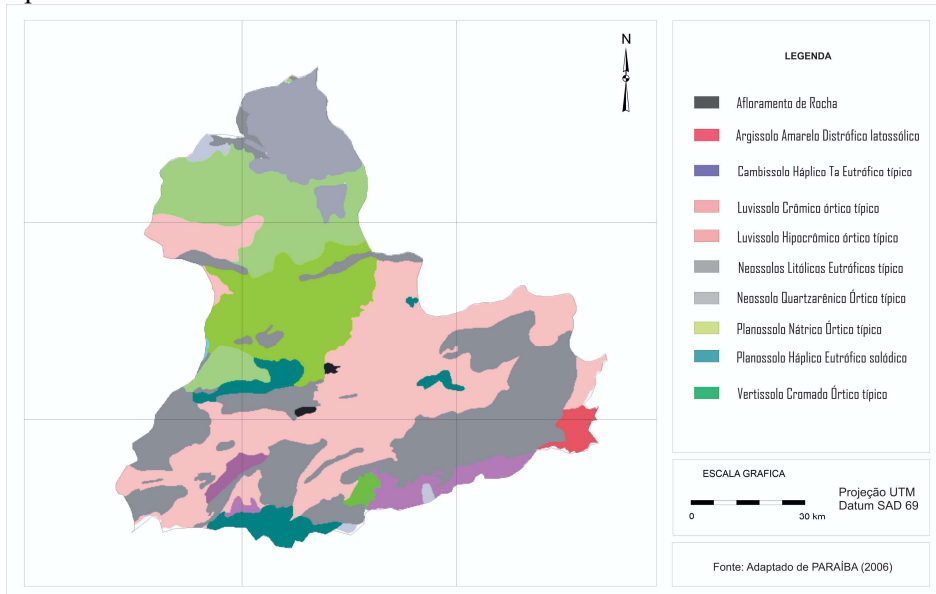 N
LEGENDA
Afloramento de Rocha
Argissolo Amarelo Distrófico latossólico
Cambissolo Háplico Ta Eutrófico típico
Luvissolo Crômico órtico típico
Luvissolo Hipocrômico órtico típico
Neossolos Litólicos Eutróficos típico
Neossolo Quartzarênico Órtico típico
Planossolo Nátrico Órtico típico
Planossolo Háplico Eutrófico solódico
Vertissolo Cromado Órtico típico
ESCALA GRAFICA
0 30 km
Projeção UTM
Datum SAD 69
Fonte: Adaptado de PARAÍBA (2006)